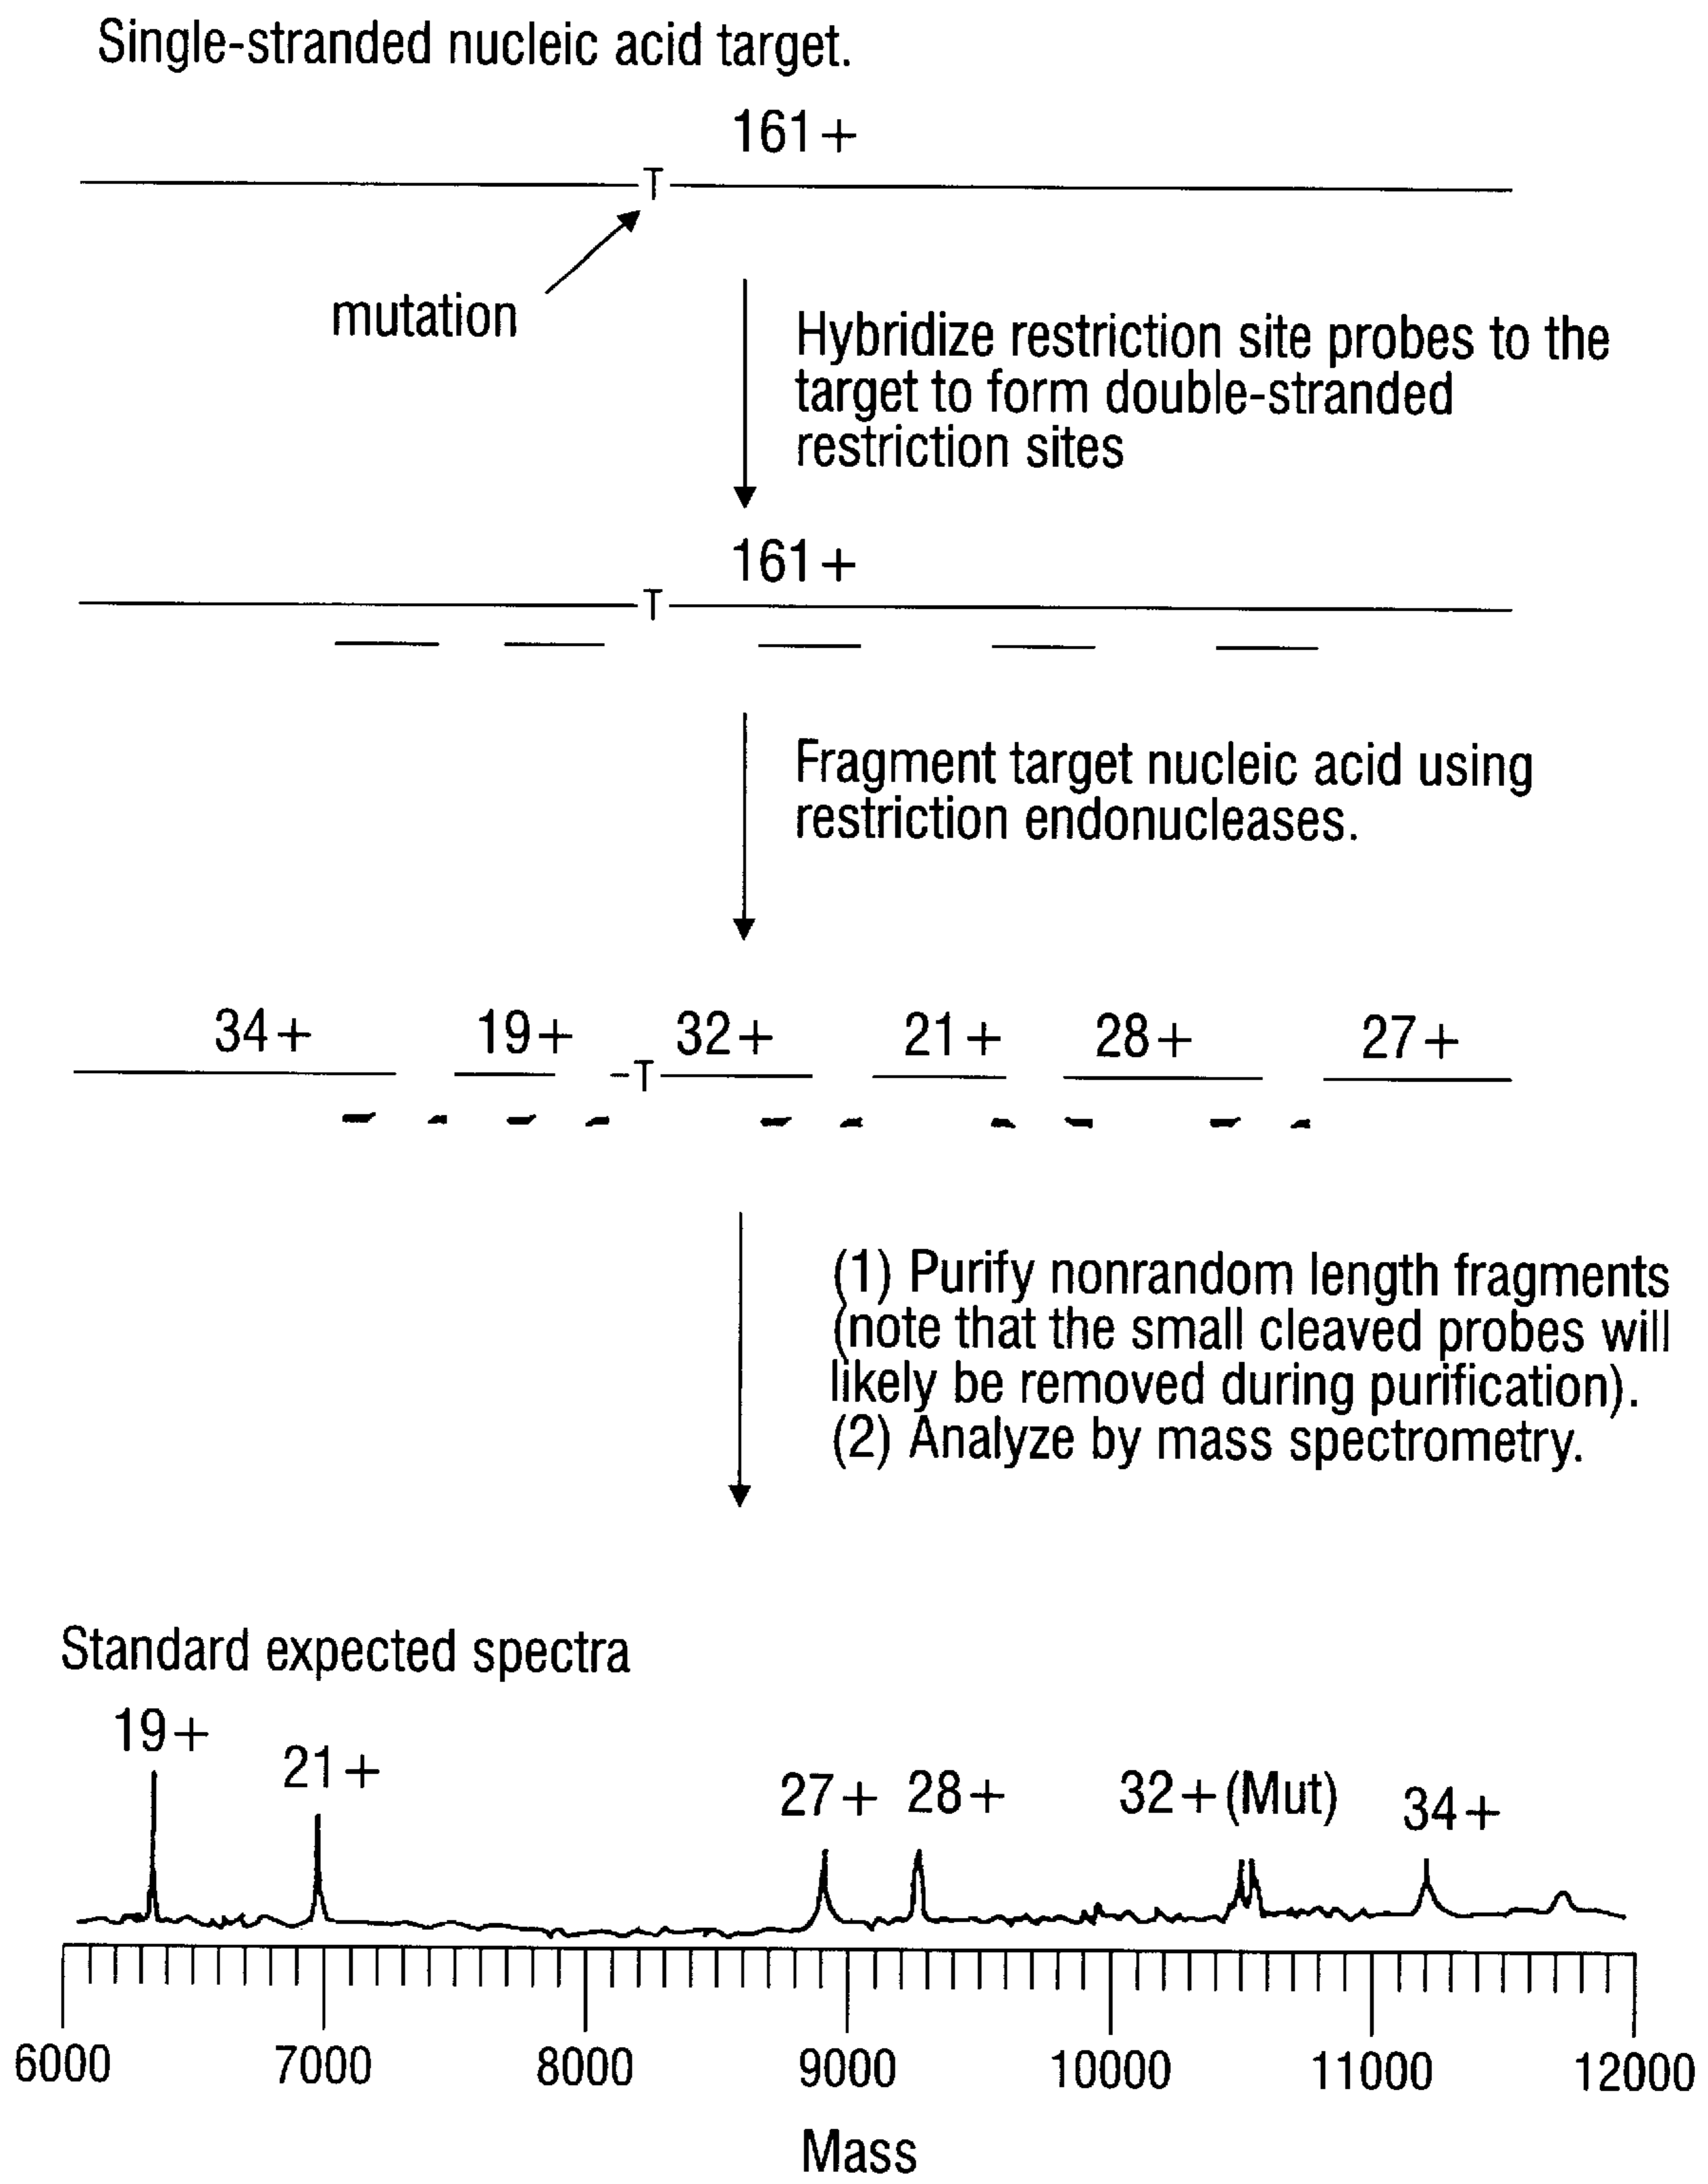 Single-stranded nucleic acid target.
161+
T
mutation
Hybridize restriction site probes to the
target to form double-stranded
restriction sites
161+
T
Fragment target nucleic acid using
restriction endonucleases.
34+ 19+ 32+ 21+ 28+ 27+
T
(1) Purify nonrandom length fragments
(note that the small cleaved probes will
likely be removed during purification).
(2) Analyze by mass spectrometry.
Standard expected spectra
19+ 21+ 27+ 28+ 32+(Mut) 34+
6000 7000 8000 9000 10000 11000 12000
Mass